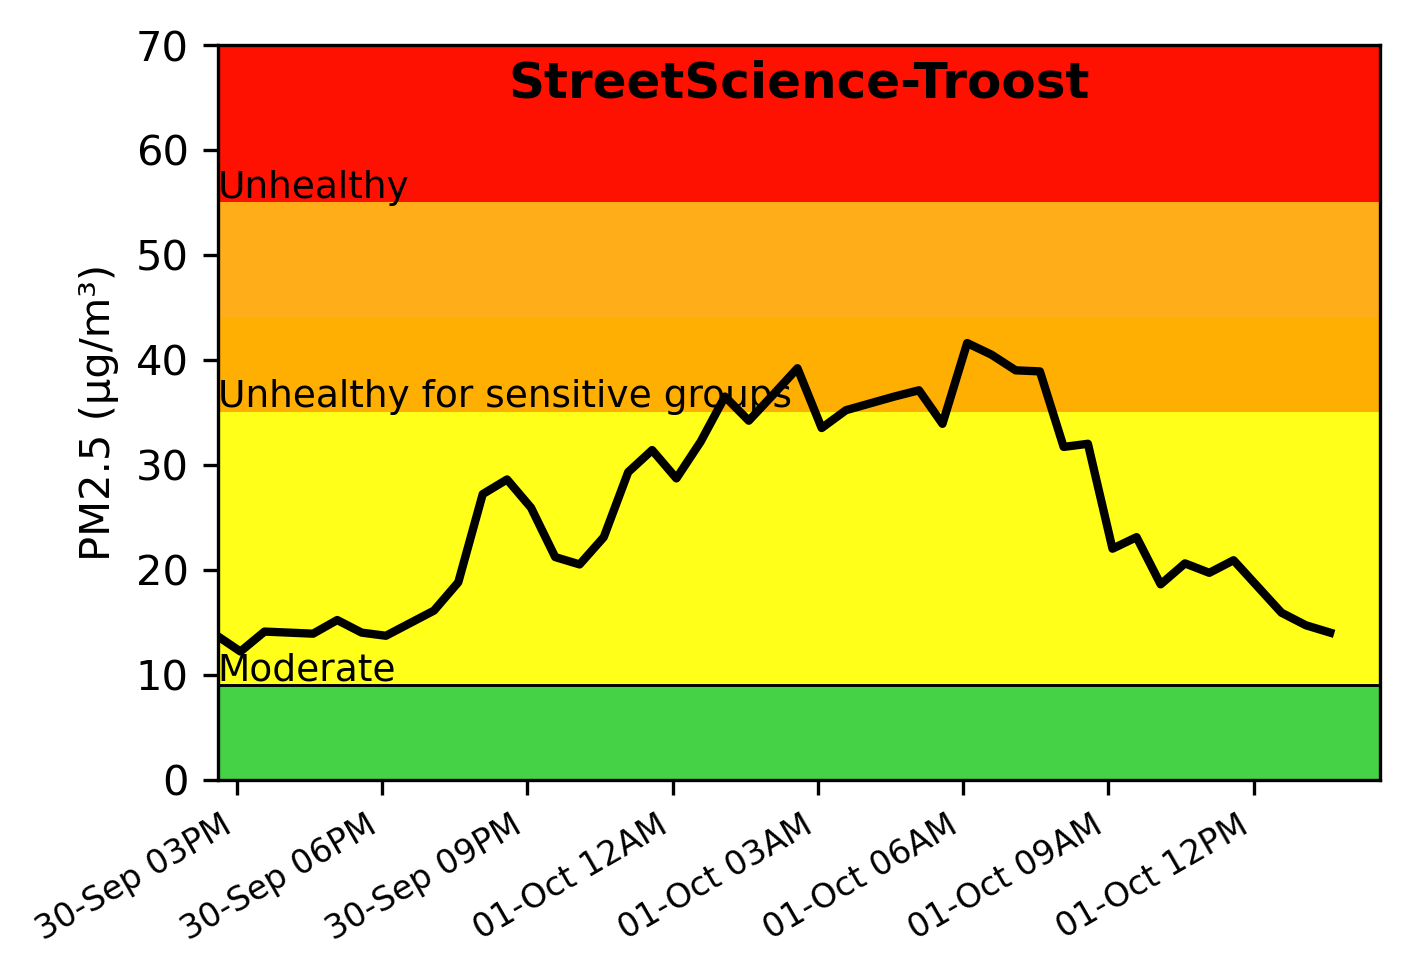 StreetScience-Troost
70
60
50
40
30
20
10
0
PM2.5 (µg/m³)
Unhealthy
Unhealthy for sensitive groups
Moderate
30-Sep 03PM
30-Sep 06PM
30-Sep 09PM
01-Oct 12AM
01-Oct 03AM
01-Oct 06AM
01-Oct 09AM
01-Oct 12PM